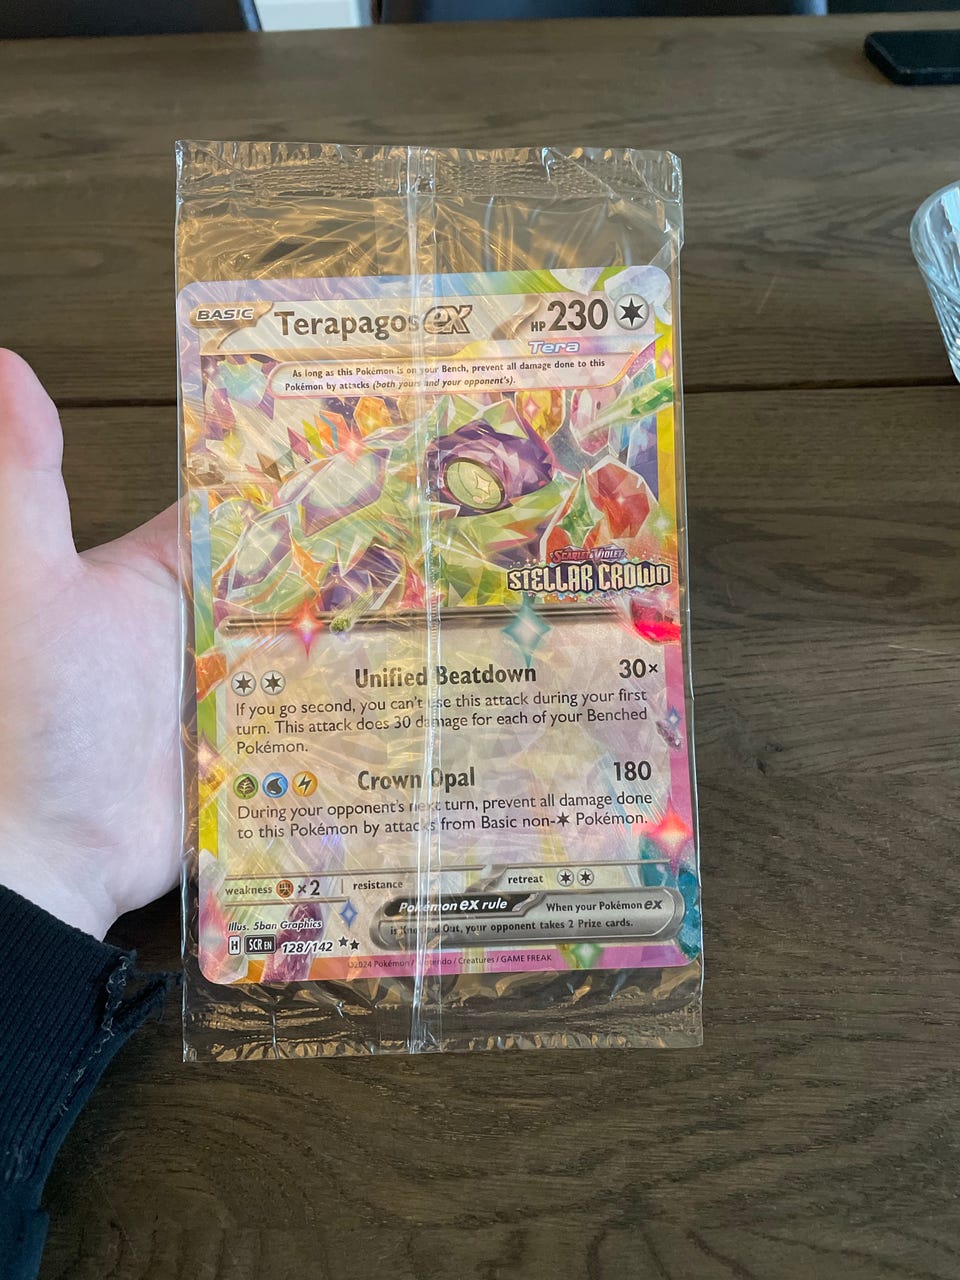 BASIC Terapagos ex HP 230
Tera
As long as this Pokémon is on your Bench, prevent all damage done to this
Pokémon by attacks (both yours and your opponent's).
SCARLET & VIOLET
STELLAR CROWN
Unified Beatdown 30×
If you go second, you can't use this attack during your first
turn. This attack does 30 damage for each of your Benched
Pokémon.
Crown Opal 180
During your opponent's next turn, prevent all damage done
to this Pokémon by attacks from Basic non- Pokémon.
weakness ×2 resistance retreat
Pokémon ex rule When your Pokémon ex
is Knocked Out, your opponent takes 2 Prize cards.
Illus. 5ban Graphics
H SCR EN 128/142 ★★
©2024 Pokémon / Nintendo / Creatures / GAME FREAK